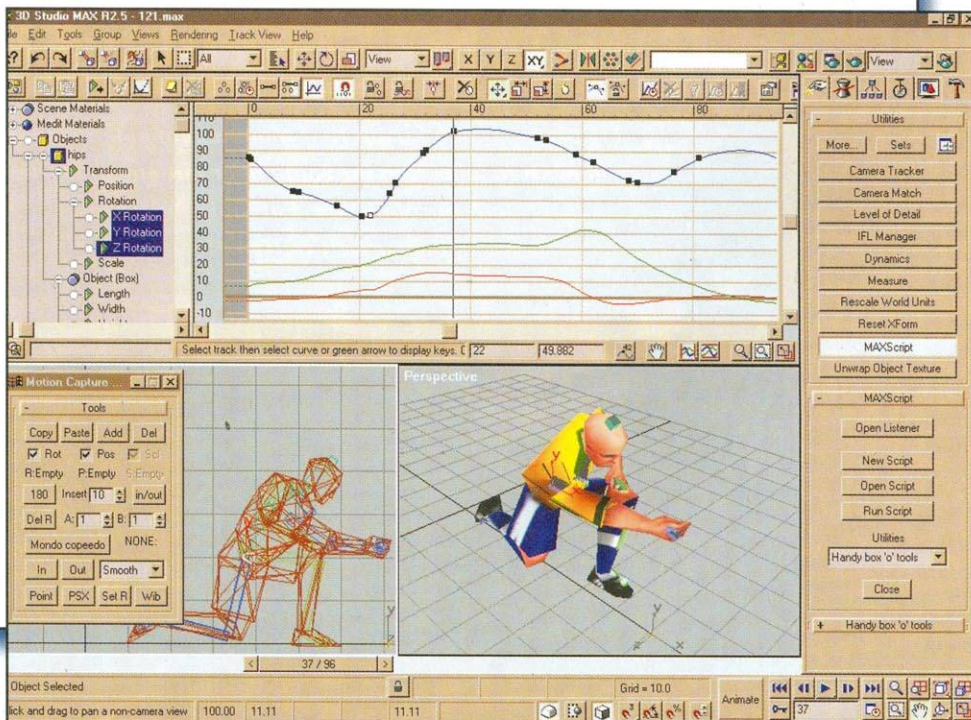 3D Studio MAX R2.5 - 121.max
Edit Tools Group Views Rendering Track View Help
All View X Y Z XY View
0 20 40 60 80
Scene Materials
Medit Materials
Objects
hips
Transform
Position
Rotation
X Rotation
Y Rotation
Z Rotation
Scale
Object (Box)
Length
Width
110
100
90
80
70
60
50
40
30
20
10
0
-10
Select track then select curve or green arrow to display keys. 22 49.882
Utilities
More... Sets
Camera Tracker
Camera Match
Level of Detail
IFL Manager
Dynamics
Measure
Rescale World Units
Reset XForm
MAXScript
Unwrap Object Texture
- MAXScript
Open Listener
New Script
Open Script
Run Script
Utilities
Handy box 'o' tools
Close
+ Handy box 'o' tools
Motion Capture ...
- Tools
Copy Paste Add Del
Rot Pos Scl
R:Empty P:Empty S:Empty
180 Insert 10 in/out
Del R A: 1 B: 1
Mondo copeedo NONE:
In Out Smooth
Point PSX Set R Wib
Perspective
y
y
z x
37 / 96
Object Selected Grid = 10.0
Animate
lick and drag to pan a non-camera view 100.00 11.11 11.11 37